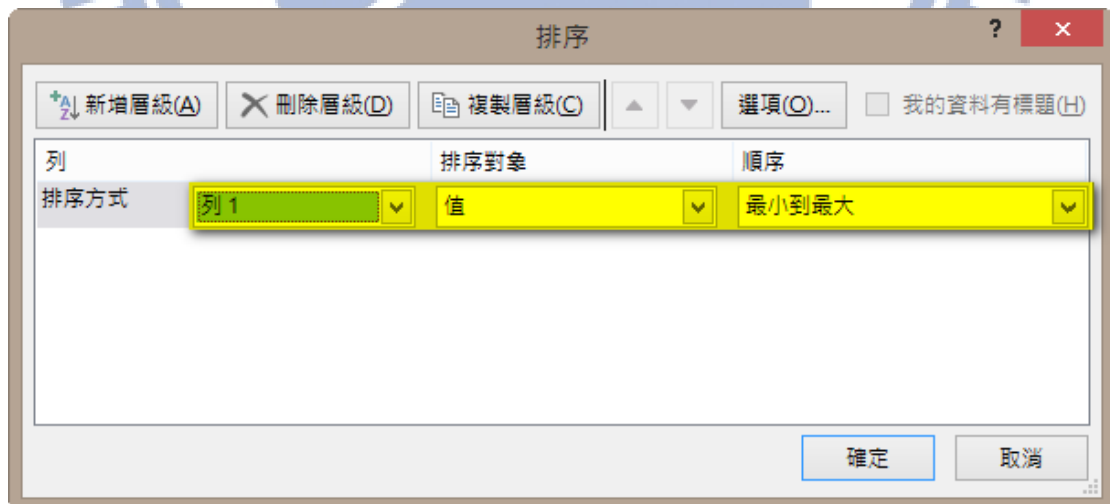 排序
?
新增層級(A) 刪除層級(D) 複製層級(C) 選項(O)... 我的資料有標題(H)
列 排序對象 順序
排序方式 列 1 值 最小到最大
確定 取消